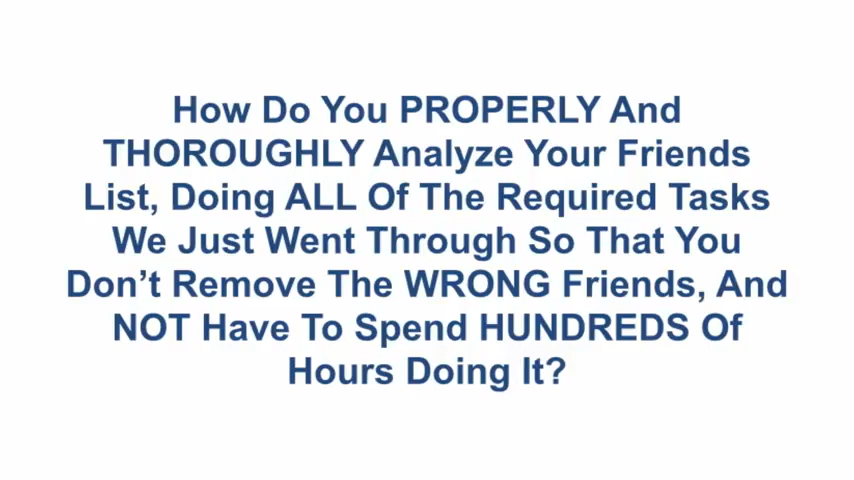 How Do You PROPERLY And
THOROUGHLY Analyze Your Friends
List, Doing ALL Of The Required Tasks
We Just Went Through So That You
Don’t Remove The WRONG Friends, And
NOT Have To Spend HUNDREDS Of
Hours Doing It?